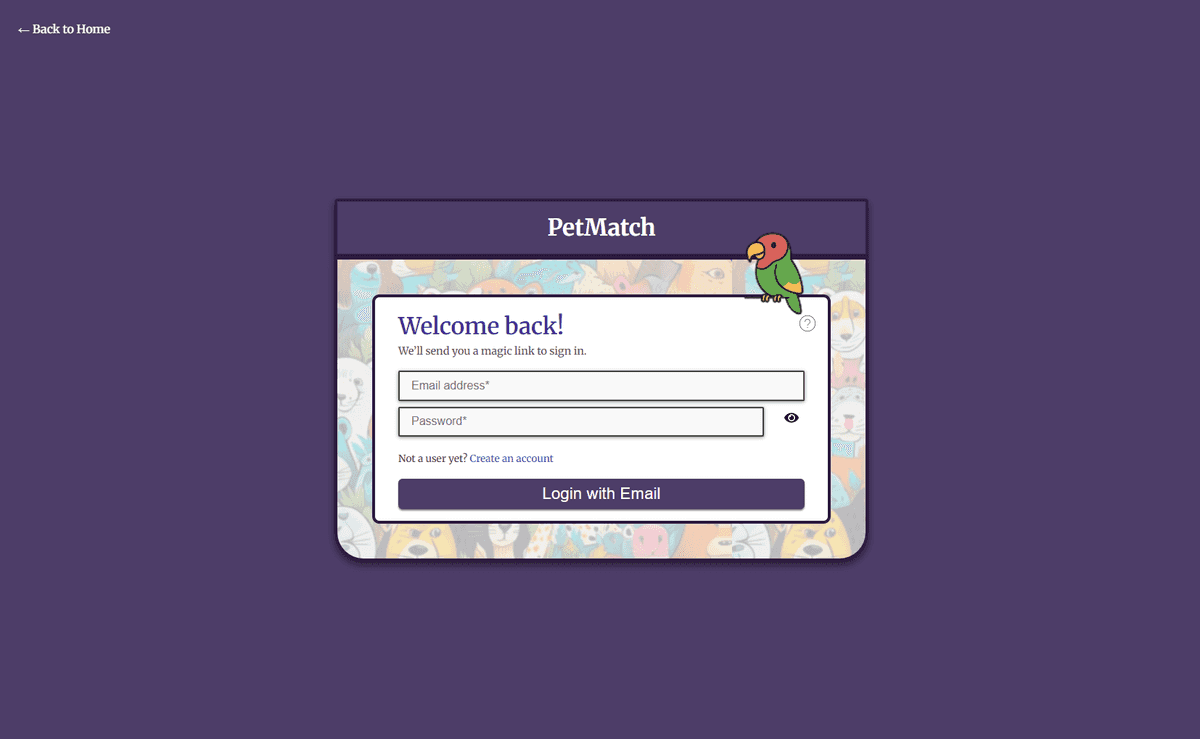 ← Back to Home
PetMatch
Welcome back!
?
We'll send you a magic link to sign in.
Email address*
Password*
Not a user yet? Create an account
Login with Email